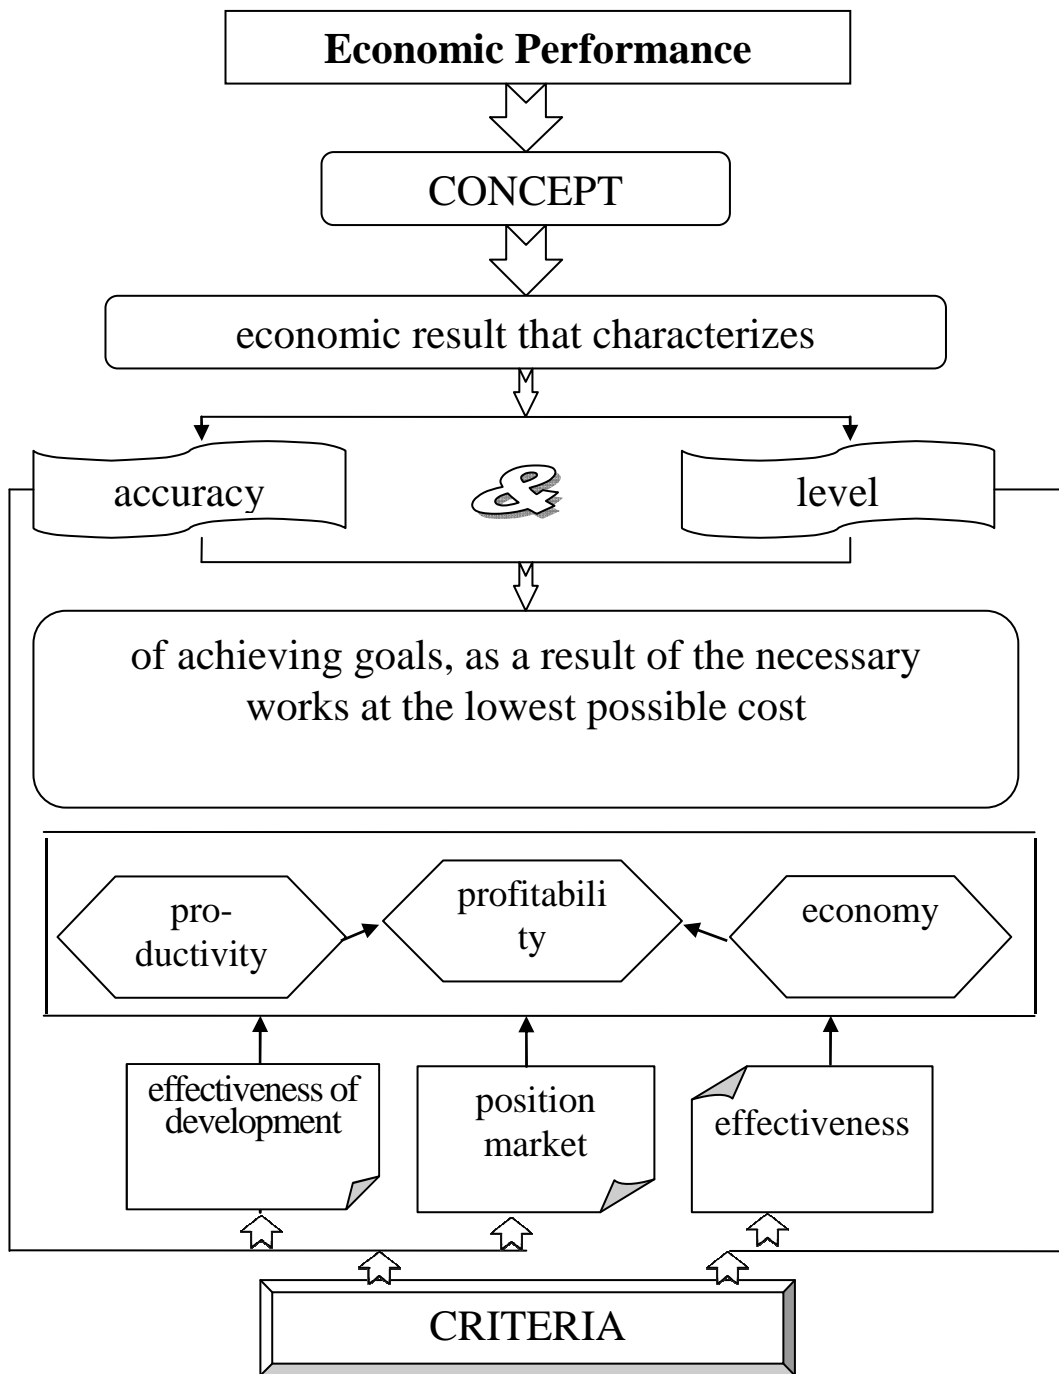 Economic Performance
CONCEPT
economic result that characterizes
accuracy
&
level
of achieving goals, as a result of the necessary
works at the lowest possible cost
pro-
ductivity
profitabili
ty
economy
effectiveness of
development
position
market
effectiveness
CRITERIA